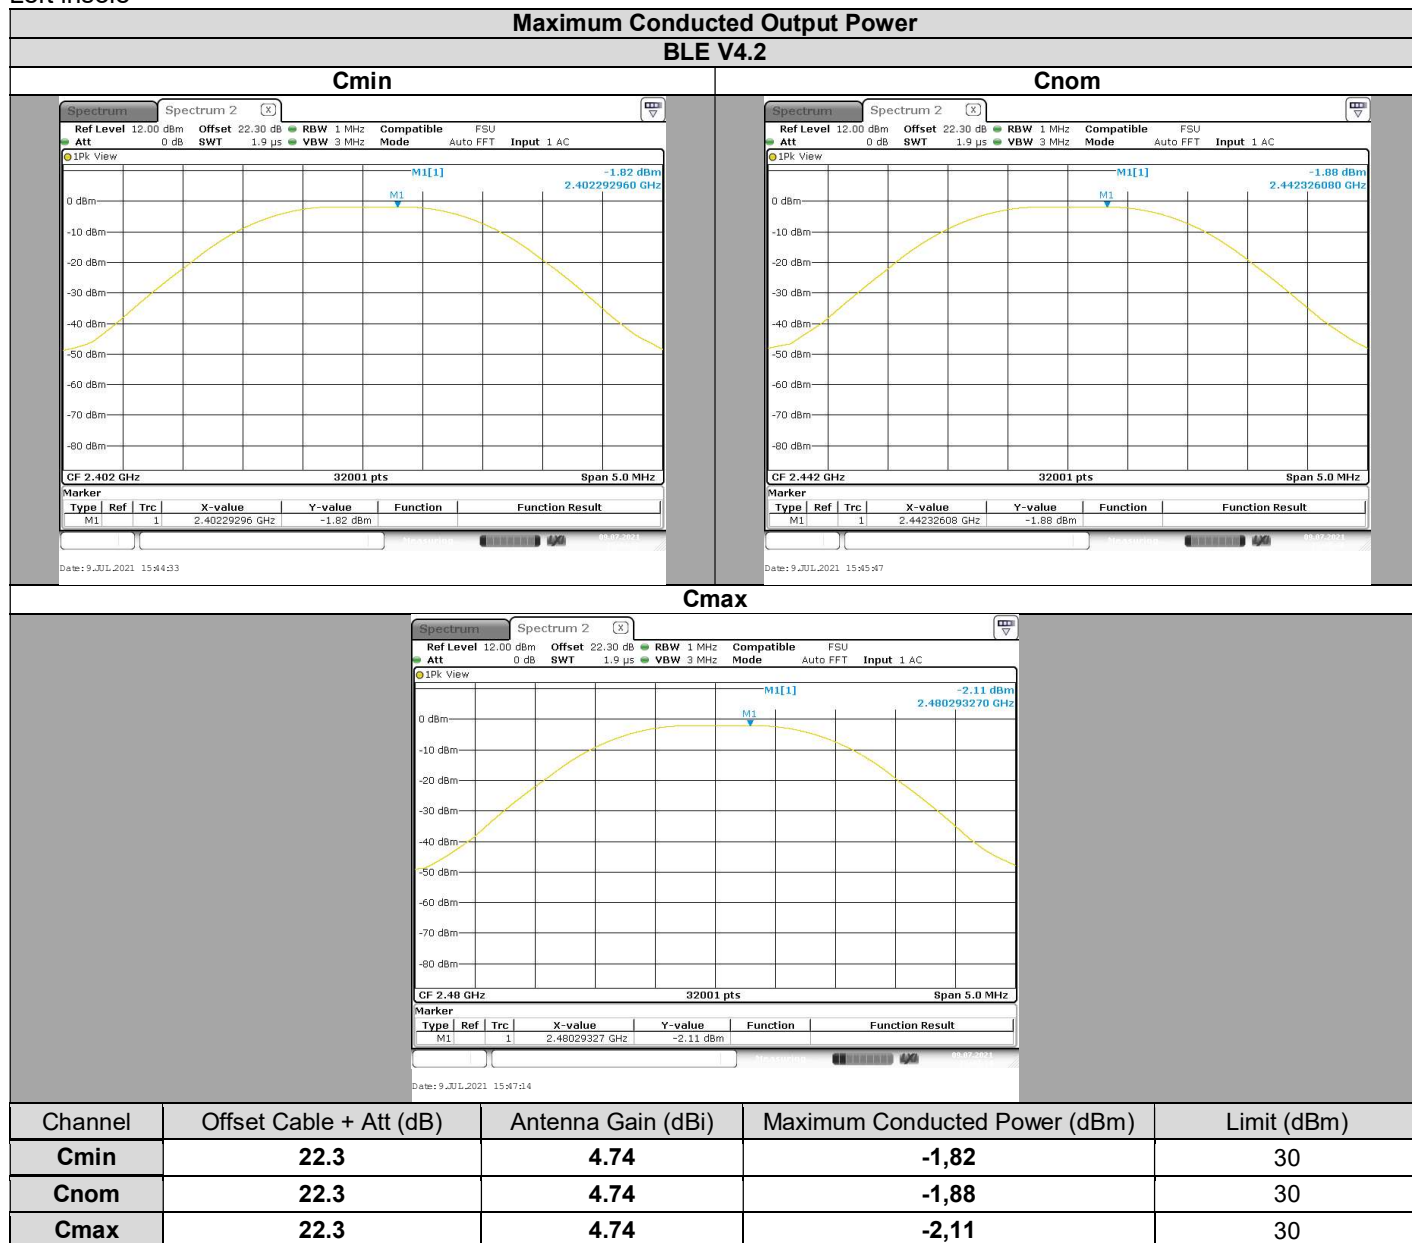 Left insole
Maximum Conducted Output Power
BLE V4.2
Cmin Cnom
Spectrum Spectrum 2 X
Ref Level 12.00 dBm Offset 22.30 dB RBW 1 MHz Compatible FSU
Att 0 dB SWT 1.9 µs VBW 3 MHz Mode Auto FFT Input 1 AC
1Pk View
M1[1] -1.82 dBm
2.402292960 GHz
M1
0 dBm
-10 dBm
-20 dBm
-30 dBm
-40 dBm
-50 dBm
-60 dBm
-70 dBm
-80 dBm
CF 2.402 GHz 32001 pts Span 5.0 MHz
Marker
Type Ref Trc X-value Y-value Function Function Result
M1 1 2.40229296 GHz -1.82 dBm
Measuring 09.07.2021
Date: 9.JUL.2021 15:44:33
Spectrum Spectrum 2 X
Ref Level 12.00 dBm Offset 22.30 dB RBW 1 MHz Compatible FSU
Att 0 dB SWT 1.9 µs VBW 3 MHz Mode Auto FFT Input 1 AC
1Pk View
M1[1] -1.88 dBm
2.442326080 GHz
M1
0 dBm
-10 dBm
-20 dBm
-30 dBm
-40 dBm
-50 dBm
-60 dBm
-70 dBm
-80 dBm
CF 2.442 GHz 32001 pts Span 5.0 MHz
Marker
Type Ref Trc X-value Y-value Function Function Result
M1 1 2.44232608 GHz -1.88 dBm
Measuring 09.07.2021
Date: 9.JUL.2021 15:45:47
Cmax
Spectrum Spectrum 2 X
Ref Level 12.00 dBm Offset 22.30 dB RBW 1 MHz Compatible FSU
Att 0 dB SWT 1.9 µs VBW 3 MHz Mode Auto FFT Input 1 AC
1Pk View
M1[1] -2.11 dBm
2.480293270 GHz
M1
0 dBm
-10 dBm
-20 dBm
-30 dBm
-40 dBm
-50 dBm
-60 dBm
-70 dBm
-80 dBm
CF 2.48 GHz 32001 pts Span 5.0 MHz
Marker
Type Ref Trc X-value Y-value Function Function Result
M1 1 2.48029327 GHz -2.11 dBm
Measuring 09.07.2021
Date: 9.JUL.2021 15:47:14
Channel Offset Cable + Att (dB) Antenna Gain (dBi) Maximum Conducted Power (dBm) Limit (dBm)
Cmin 22.3 4.74 -1,82 30
Cnom 22.3 4.74 -1,88 30
Cmax 22.3 4.74 -2,11 30